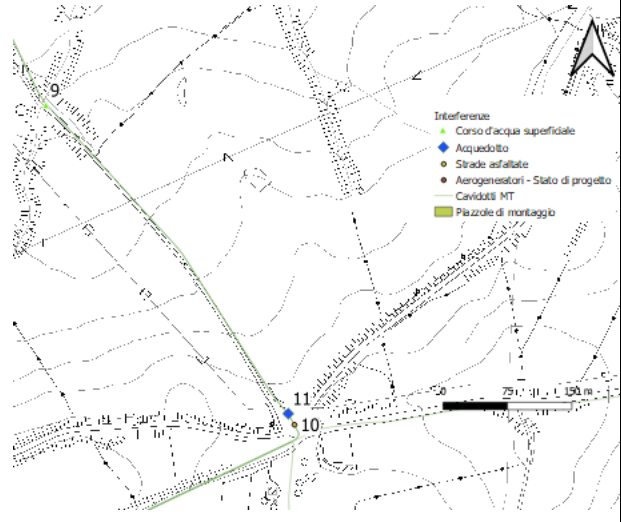 9
Interferenze
Corso d'acqua superficiale
Acquedotto
Strade asfaltate
Aerogeneratori - Stato di progetto
Cavidotti MT
Piazzole di montaggio
0 75 150 m
11
10